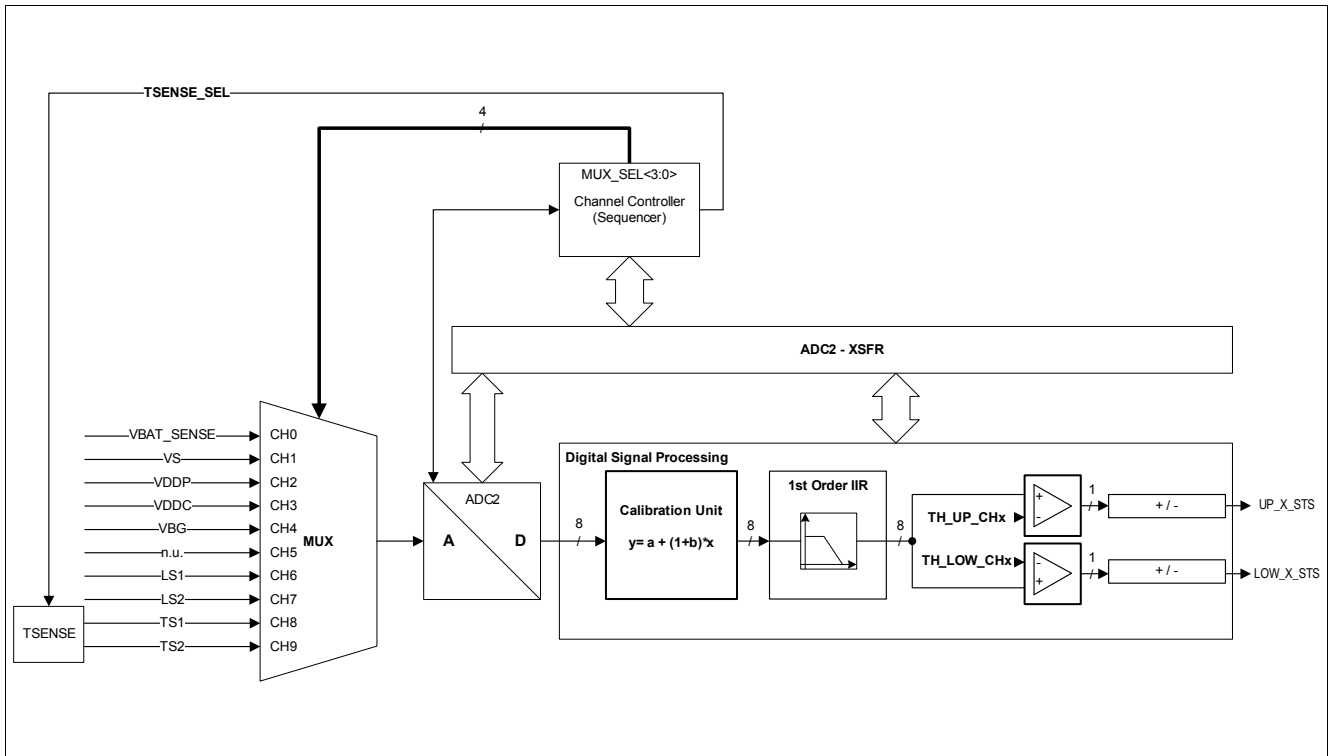 TSENSE_SEL
4
MUX_SEL<3:0>
Channel Controller
(Sequencer)
ADC2 - XSFR
VBAT_SENSE CH0
VS CH1
VDDP CH2
VDDC CH3
VBG CH4
n.u. CH5
LS1 CH6
LS2 CH7
TS1 CH8
TS2 CH9
MUX
TSENSE
ADC2
A D
8
Digital Signal Processing
Calibration Unit
y= a + (1+b)*x
8
1st Order IIR
8
TH_UP_CHx
+
-
1
+ / -
UP_X_STS
TH_LOW_CHx
-
+
1
+ / -
LOW_X_STS